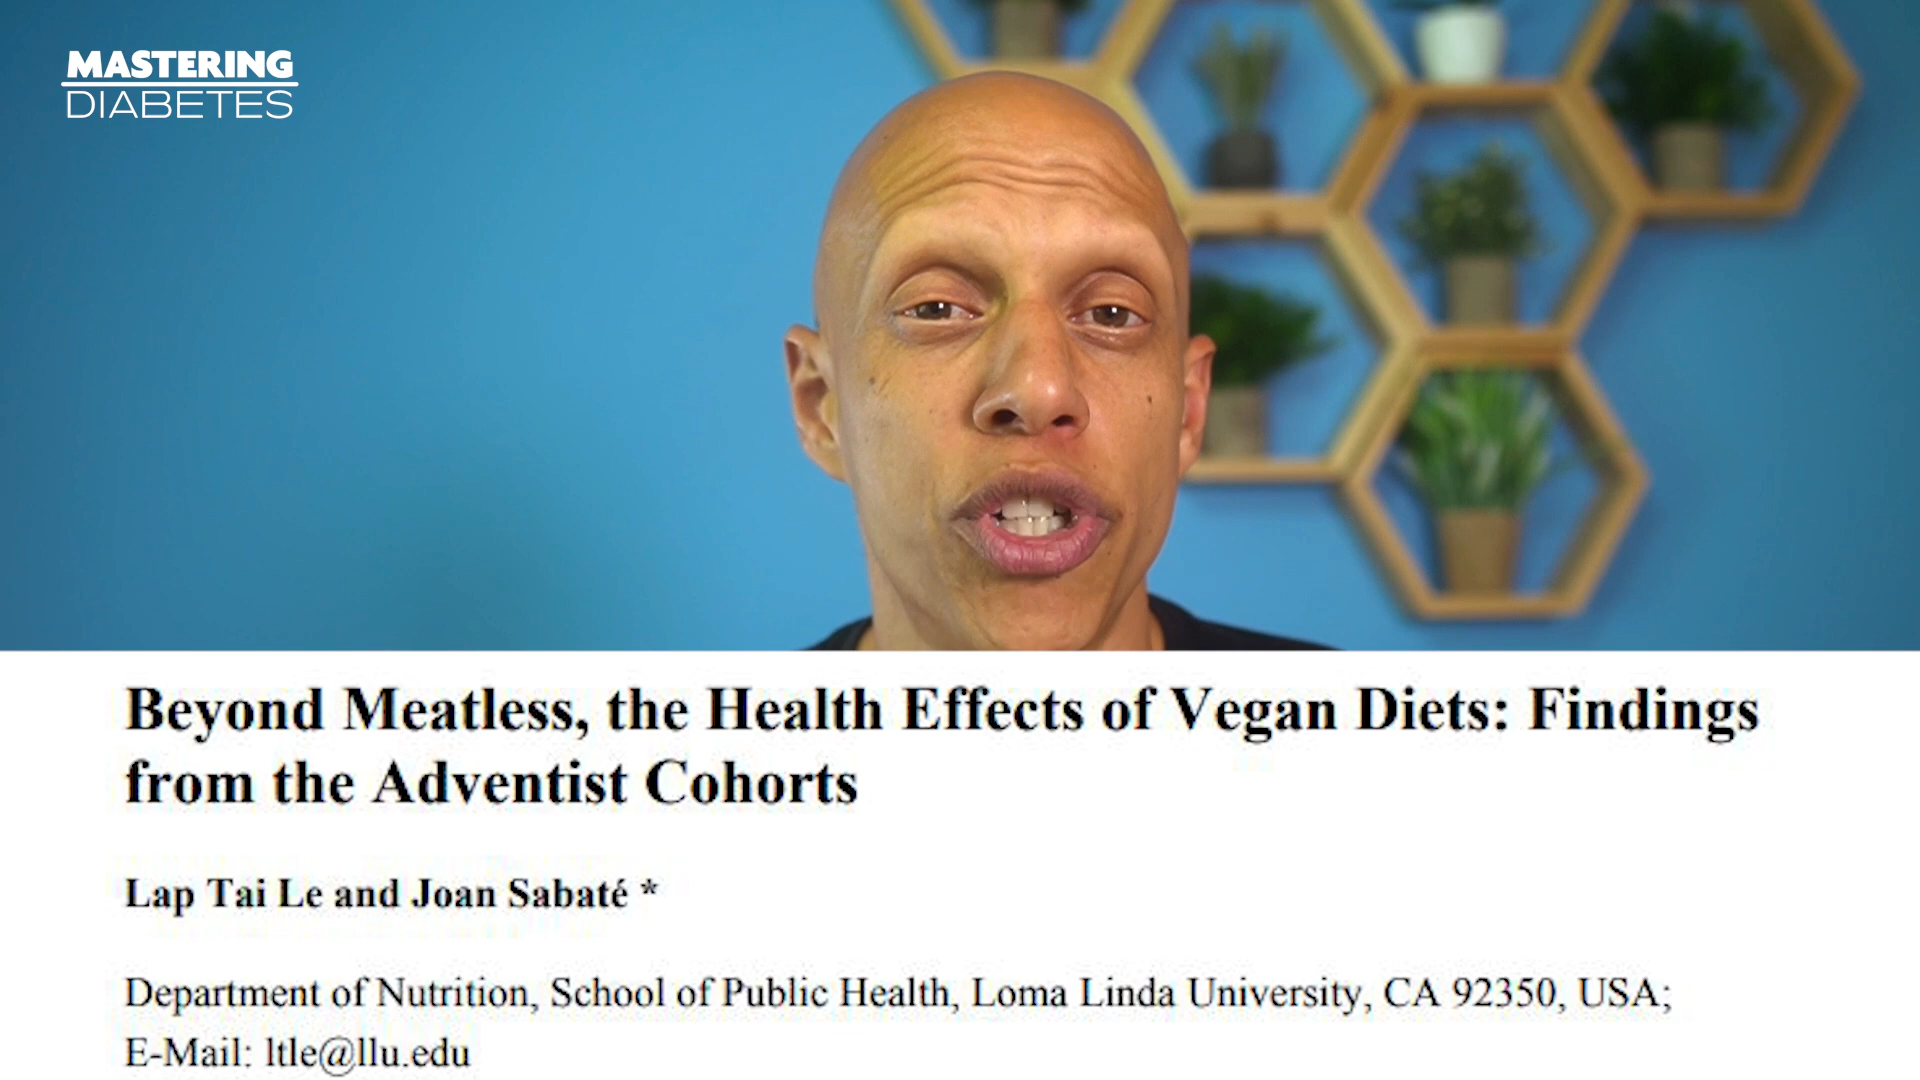 MASTERING
DIABETES
Beyond Meatless, the Health Effects of Vegan Diets: Findings
from the Adventist Cohorts
Lap Tai Le and Joan Sabaté *
Department of Nutrition, School of Public Health, Loma Linda University, CA 92350, USA;
E-Mail: ltle@llu.edu